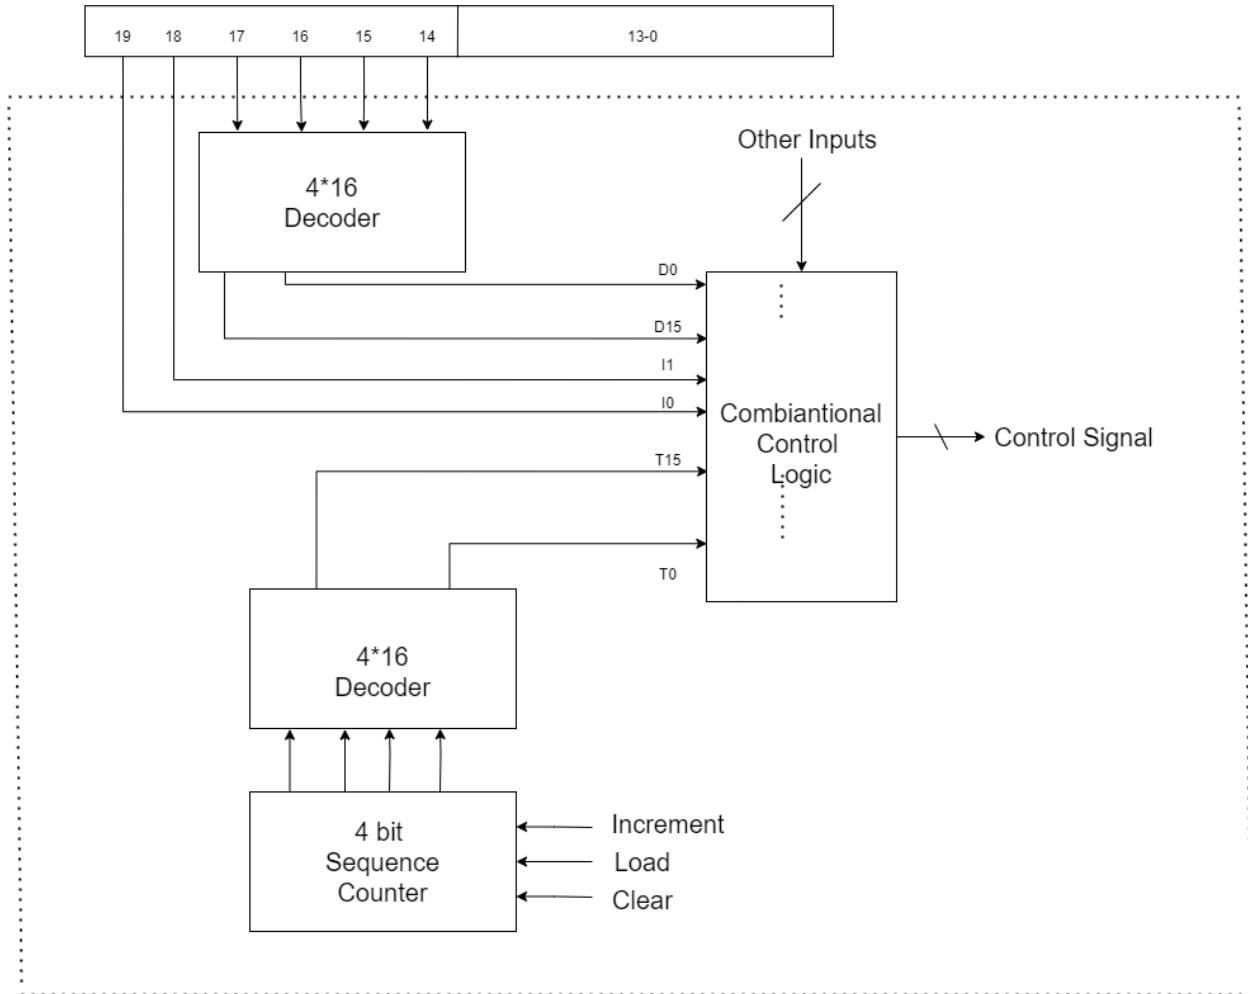 19 18 17 16 15 14 13-0
Other Inputs
4*16
Decoder
D0
D15
I1
I0
Combiantional
Control
Logic
Control Signal
T15
T0
4*16
Decoder
4 bit
Sequence
Counter
Increment
Load
Clear